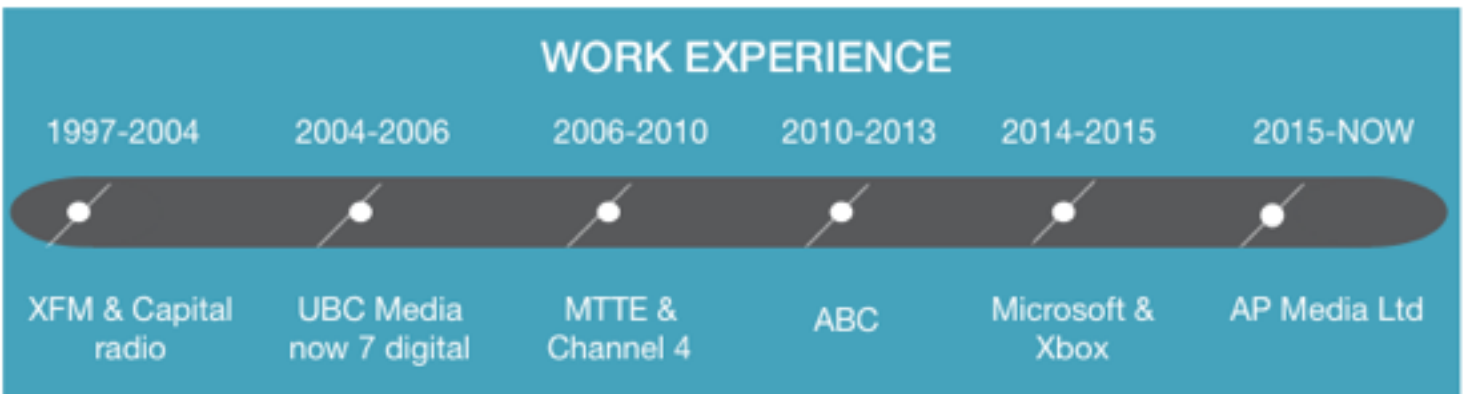 WORK EXPERIENCE
1997-2004 2004-2006 2006-2010 2010-2013 2014-2015 2015-NOW
XFM & Capital UBC Media MTTE & ABC Microsoft & AP Media Ltd
radio now 7 digital Channel 4 Xbox